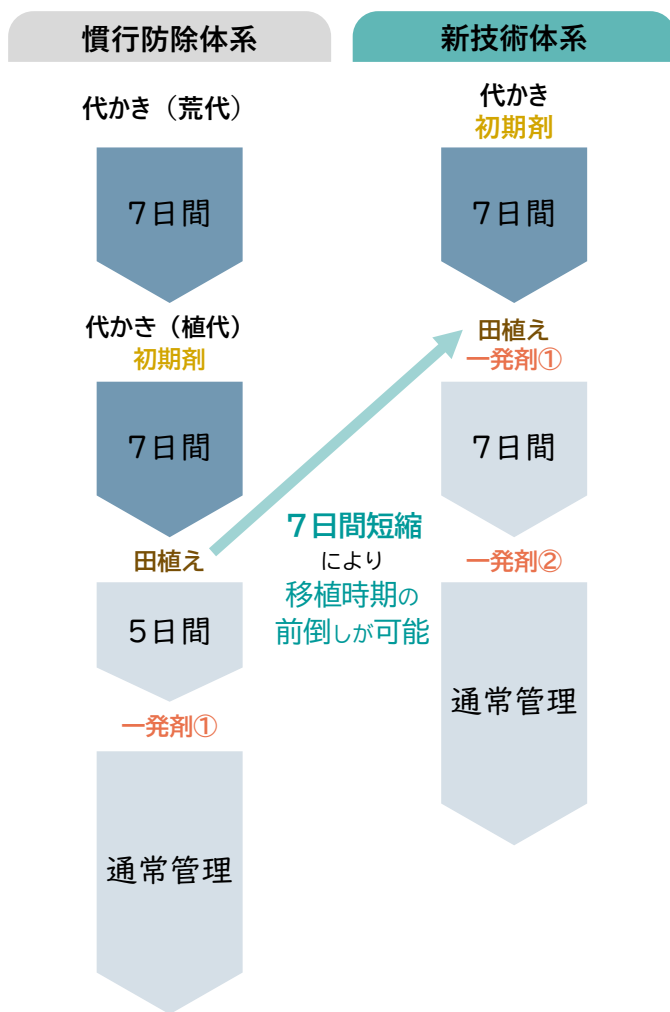 慣行防除体系
代かき（荒代）
7日間
代かき（植代）
初期剤
7日間
田植え
5日間
一発剤①
通常管理
7日間短縮
により
移植時期の
前倒しが可能
新技術体系
代かき
初期剤
7日間
田植え
一発剤①
7日間
一発剤②
通常管理